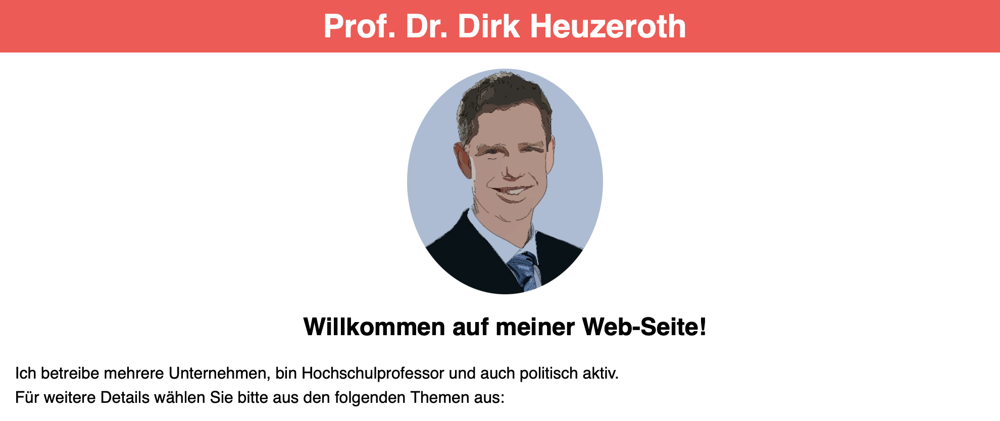 Prof. Dr. Dirk Heuzeroth
Willkommen auf meiner Web-Seite!
Ich betreibe mehrere Unternehmen, bin Hochschulprofessor und auch politisch aktiv.
Für weitere Details wählen Sie bitte aus den folgenden Themen aus: